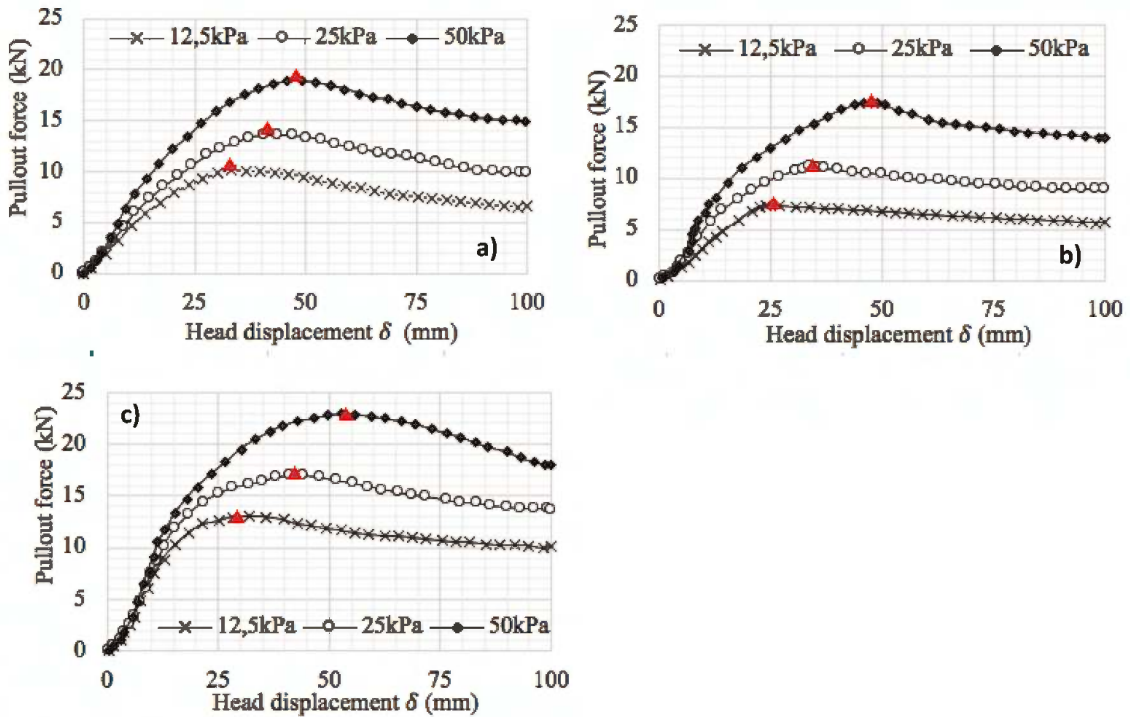 25
20
15
10
5
0
Pullout force (kN)
12,5kPa 25kPa 50kPa
a)
0 25 50 75 100
Head displacement δ (mm)
25
20
15
10
5
0
Pullout force (kN)
12,5kPa 25kPa 50kPa
b)
0 25 50 75 100
Head displacement δ (mm)
25
20
15
10
5
0
Pullout force (kN)
c)
12,5kPa 25kPa 50kPa
0 25 50 75 100
Head displacement δ (mm)